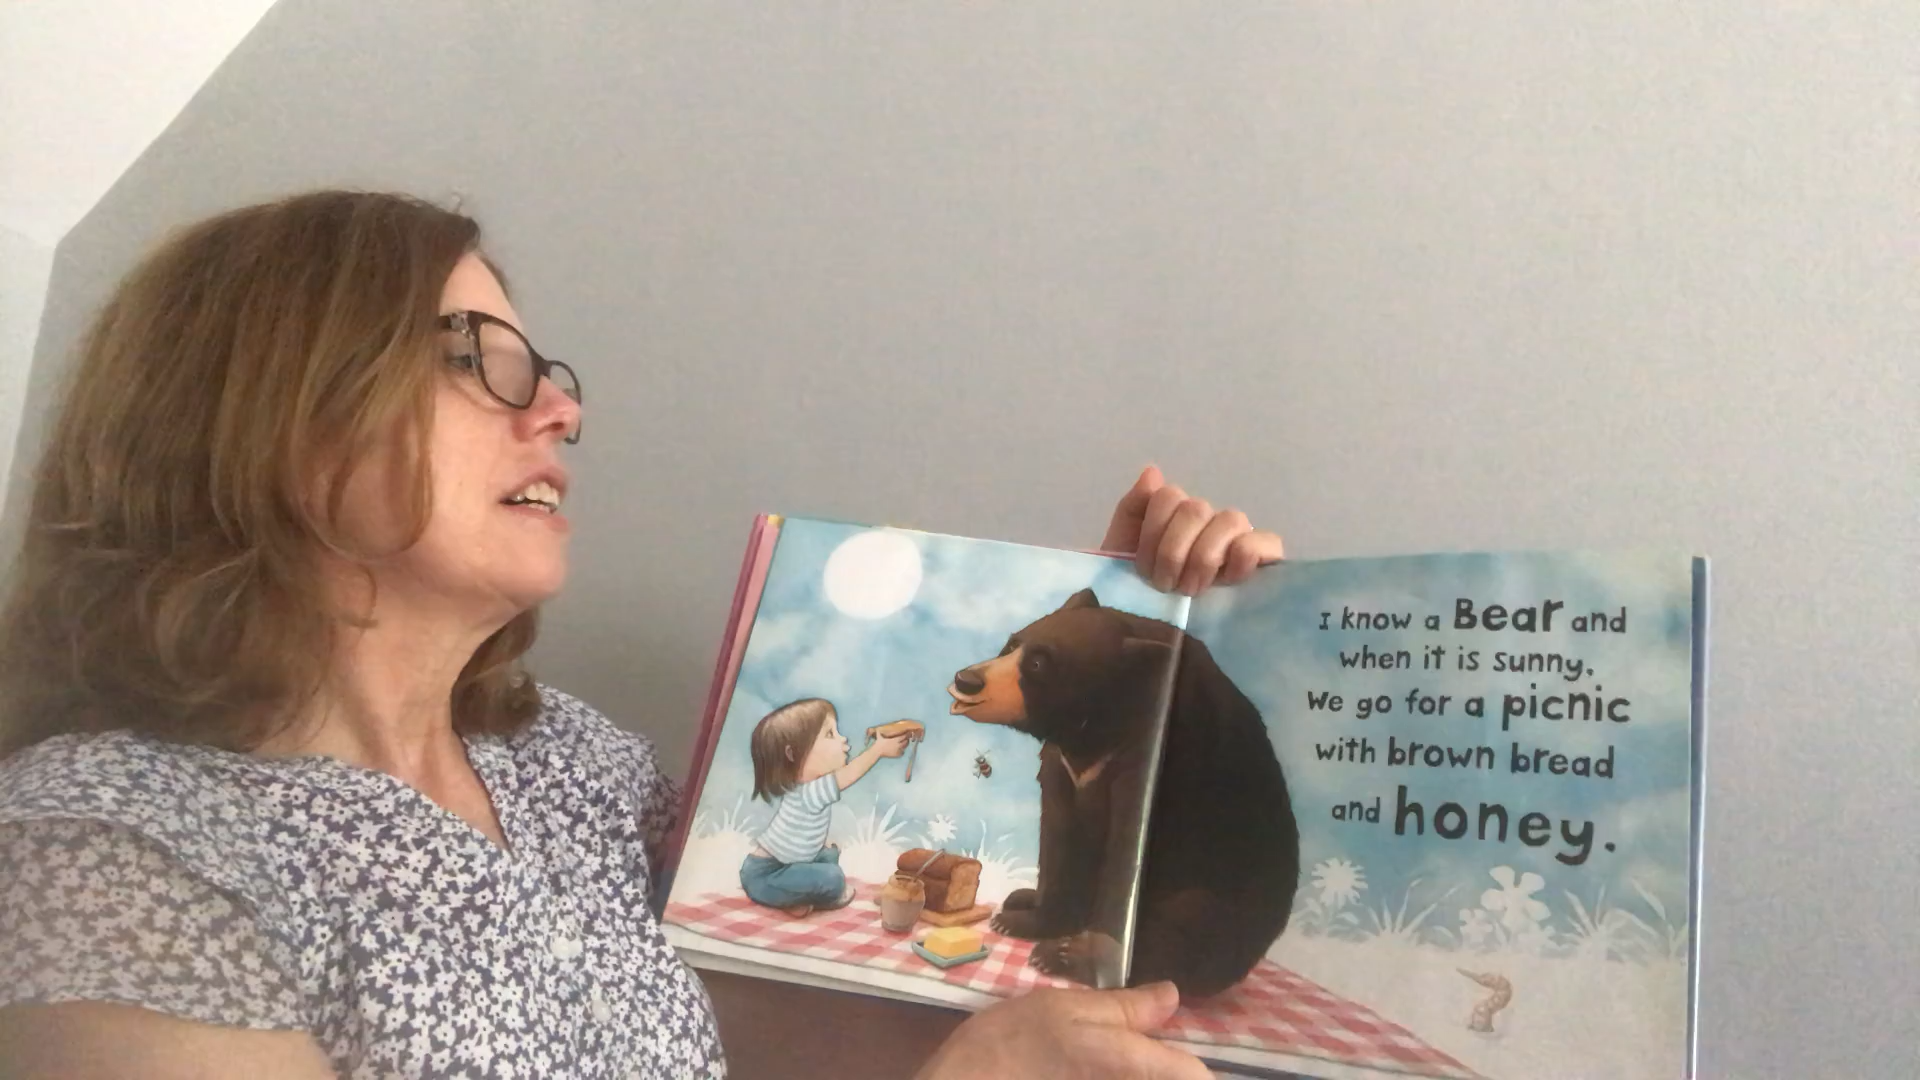 I know a Bear and
when it is sunny,
We go for a picnic
with brown bread
and honey.